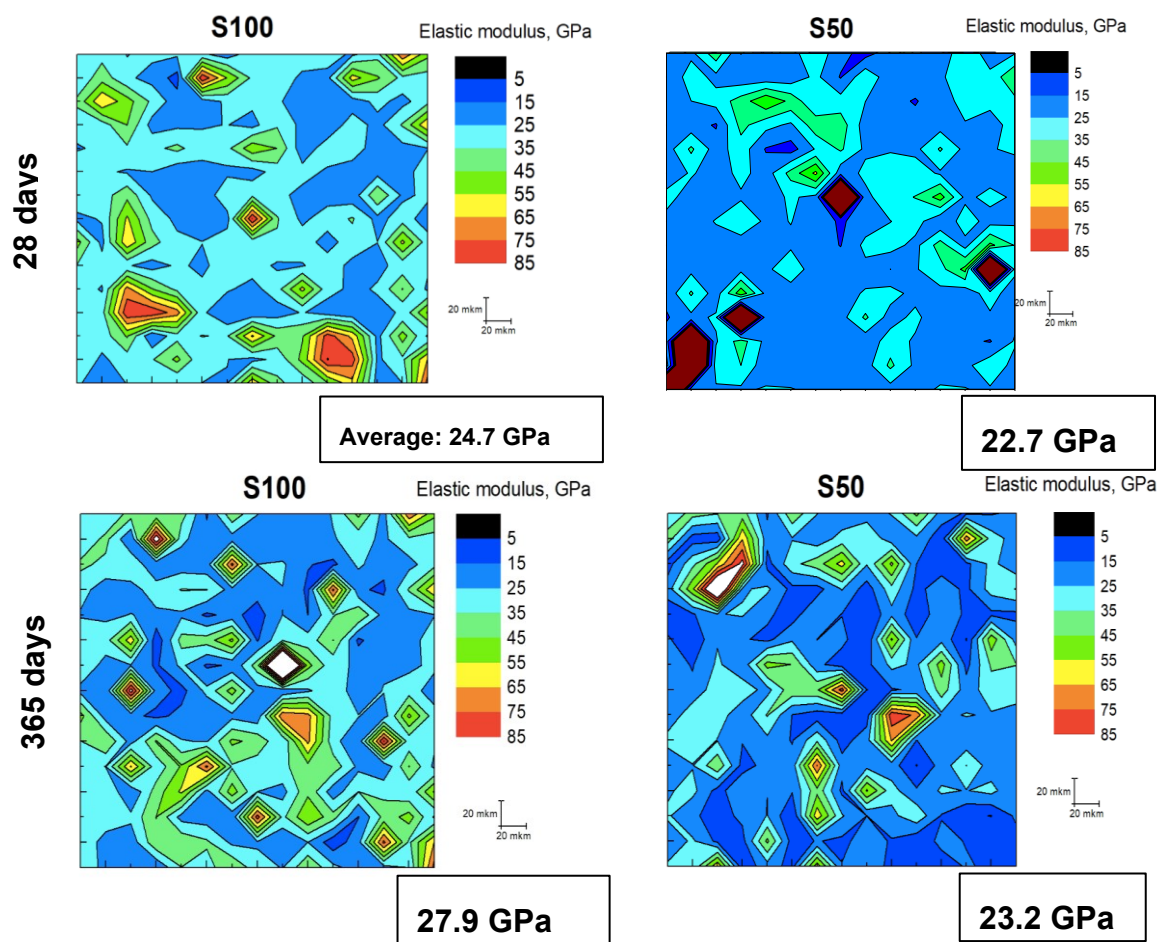 S100
Elastic modulus, GPa
5
15
25
35
45
55
65
75
85
20 mkm
20 mkm
S50
Elastic modulus, GPa
5
15
25
35
45
55
65
75
85
20 mkm
20 mkm
28 days
Average: 24.7 GPa
22.7 GPa
S100
Elastic modulus, GPa
5
15
25
35
45
55
65
75
85
20 mkm
20 mkm
S50
Elastic modulus, GPa
5
15
25
35
45
55
65
75
85
20 mkm
20 mkm
365 days
27.9 GPa
23.2 GPa